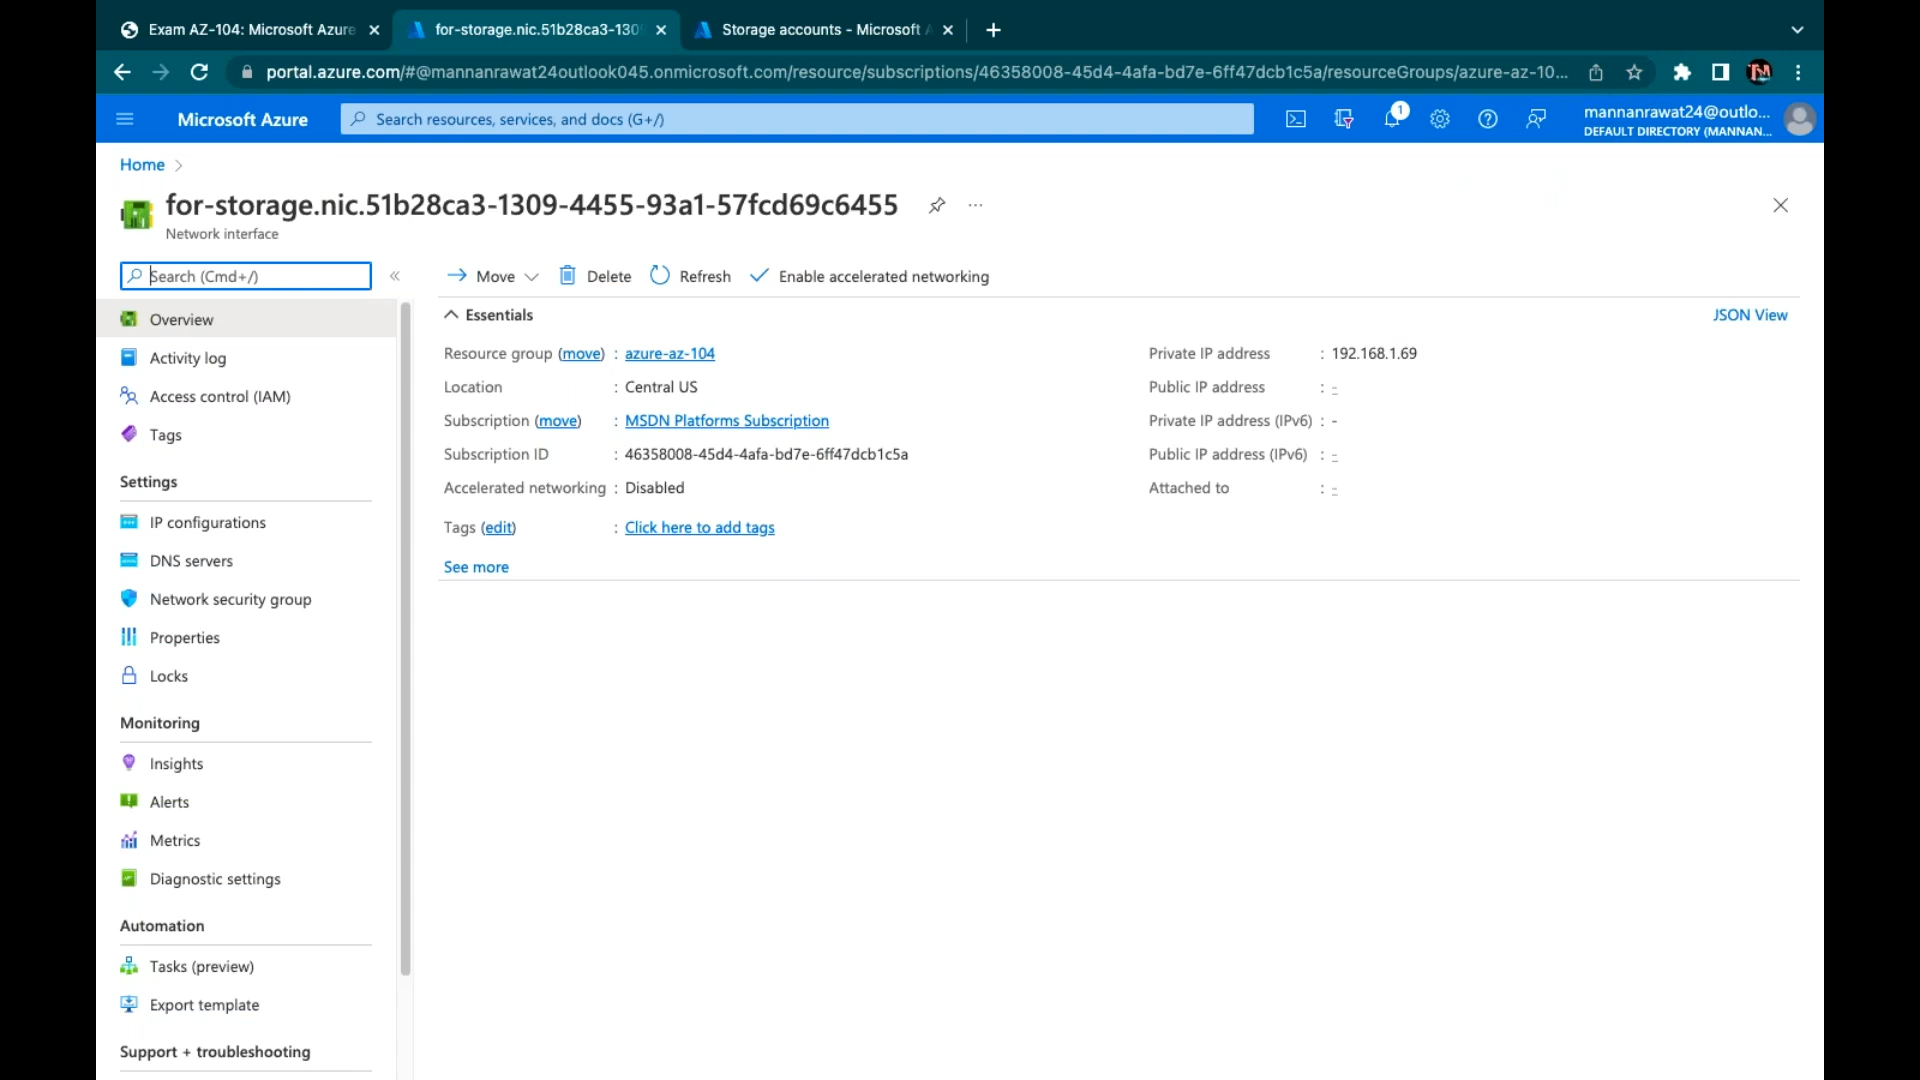 Exam AZ-104: Microsoft Azure
for-storage.nic.51b28ca3-130
Storage accounts - Microsoft A
portal.azure.com/#@mannanrawat24outlook045.onmicrosoft.com/resource/subscriptions/46358008-45d4-4afa-bd7e-6ff47dcb1c5a/resourceGroups/azure-az-10...
Microsoft Azure
Search resources, services, and docs (G+/)
1
mannanrawat24@outlo...
DEFAULT DIRECTORY (MANNAN...
Home
for-storage.nic.51b28ca3-1309-4455-93a1-57fcd69c6455
Network interface
Search (Cmd+/)
Move
Delete
Refresh
Enable accelerated networking
Overview
Activity log
Access control (IAM)
Tags
Settings
IP configurations
DNS servers
Network security group
Properties
Locks
Monitoring
Insights
Alerts
Metrics
Diagnostic settings
Automation
Tasks (preview)
Export template
Support + troubleshooting
Essentials
JSON View
Resource group (move) : azure-az-104
Location : Central US
Subscription (move) : MSDN Platforms Subscription
Subscription ID : 46358008-45d4-4afa-bd7e-6ff47dcb1c5a
Accelerated networking : Disabled
Tags (edit) : Click here to add tags
See more
Private IP address : 192.168.1.69
Public IP address : -
Private IP address (IPv6) : -
Public IP address (IPv6) : -
Attached to : -